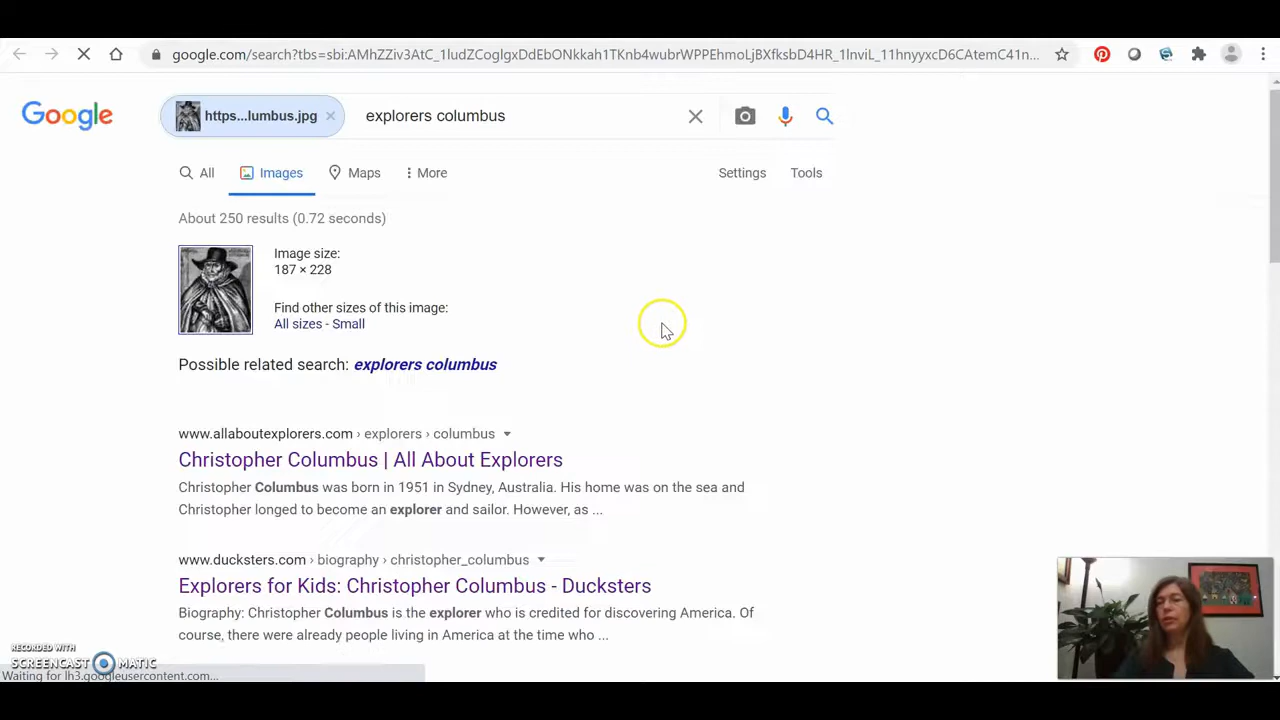 google.com/search?tbs=sbi:AMhZZiv3AtC_1ludZCogIgxDdEbONkkah1TKnb4wubrWPPEhmoLjBXfksbD4HR_1lnviL_11hnyyxcD6CAtemC41n...
Google
https...lumbus.jpg
explorers columbus
All
Images
Maps
More
Settings
Tools
About 250 results (0.72 seconds)
Image size:
187 × 228
Find other sizes of this image:
All sizes - Small
Possible related search: explorers columbus
www.allaboutexplorers.com › explorers › columbus
Christopher Columbus | All About Explorers
Christopher Columbus was born in 1951 in Sydney, Australia. His home was on the sea and
Christopher longed to become an explorer and sailor. However, as ...
www.ducksters.com › biography › christopher_columbus
Explorers for Kids: Christopher Columbus - Ducksters
Biography: Christopher Columbus is the explorer who is credited for discovering America. Of
course, there were already people living in America at the time who ...
RECORDED WITH
SCREENCAST MATIC
Waiting for lh3.googleusercontent.com...